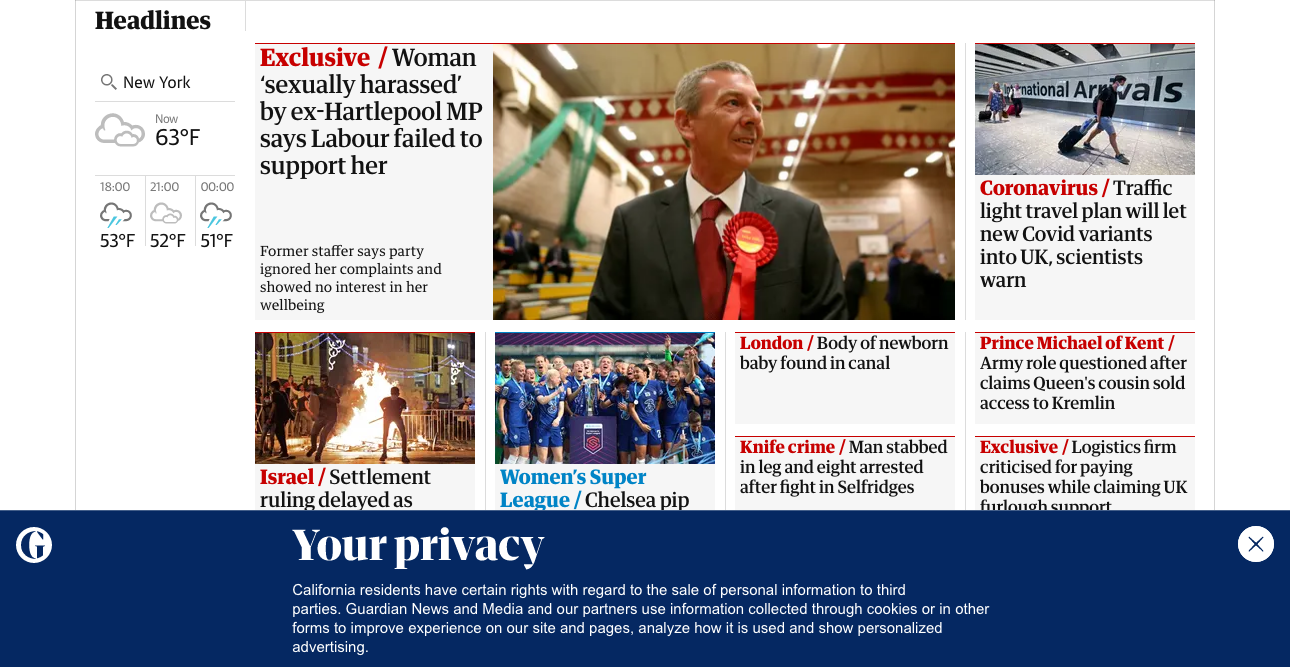 Headlines
New York
Now
63°F
18:00
21:00
00:00
53°F
52°F
51°F
Exclusive / Woman
‘sexually harassed’
by ex-Hartlepool MP
says Labour failed to
support her
Former staffer says party
ignored her complaints and
showed no interest in her
wellbeing
International Arrivals
Coronavirus / Traffic
light travel plan will let
new Covid variants
into UK, scientists
warn
Israel / Settlement
ruling delayed as
Women’s Super
League / Chelsea pip
London / Body of newborn
baby found in canal
Knife crime / Man stabbed
in leg and eight arrested
after fight in Selfridges
Prince Michael of Kent /
Army role questioned after
claims Queen's cousin sold
access to Kremlin
Exclusive / Logistics firm
criticised for paying
bonuses while claiming UK
furlough support
G
Your privacy
California residents have certain rights with regard to the sale of personal information to third
parties. Guardian News and Media and our partners use information collected through cookies or in other
forms to improve experience on our site and pages, analyze how it is used and show personalized
advertising.